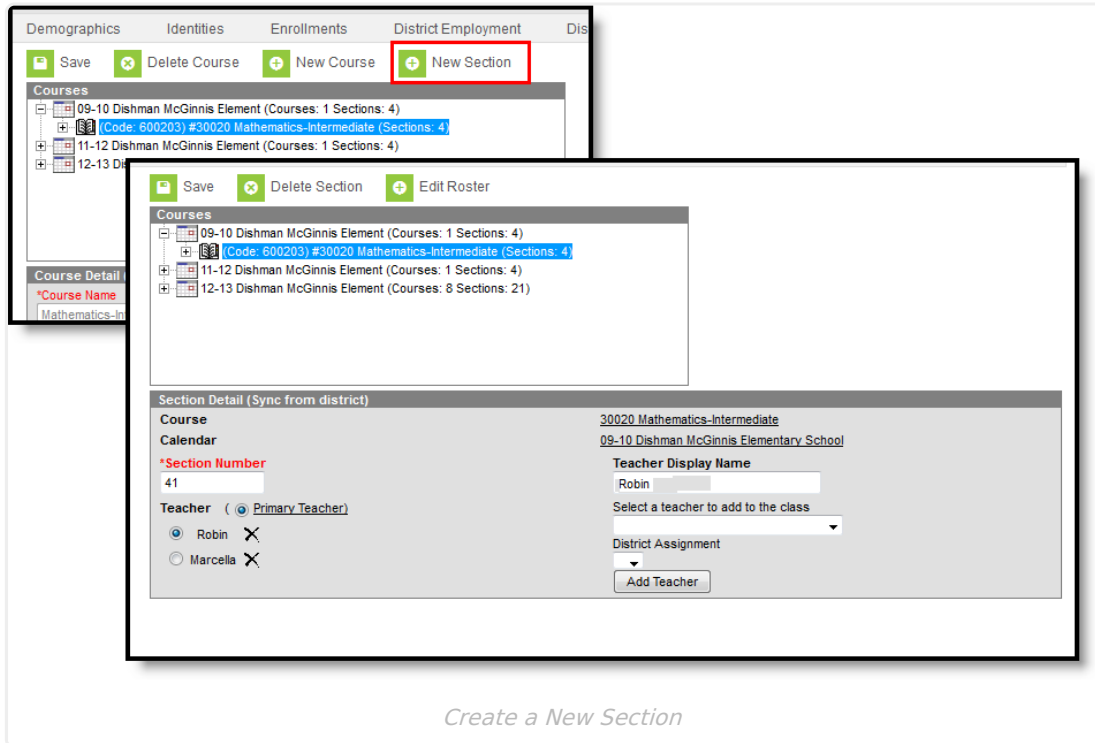 Demographics Identities Enrollments District Employment Dis
Save Delete Course New Course New Section
Courses
09-10 Dishman McGinnis Element (Courses: 1 Sections: 4)
(Code: 600203) #30020 Mathematics-Intermediate (Sections: 4)
11-12 Dishman McGinnis Element (Courses: 1 Sections: 4)
12-13 Di
Course Detail (
*Course Name
Mathematics-In
Save Delete Section Edit Roster
Courses
09-10 Dishman McGinnis Element (Courses: 1 Sections: 4)
(Code: 600203) #30020 Mathematics-Intermediate (Sections: 4)
11-12 Dishman McGinnis Element (Courses: 1 Sections: 4)
12-13 Dishman McGinnis Element (Courses: 8 Sections: 21)
Section Detail (Sync from district)
Course 30020 Mathematics-Intermediate
Calendar 09-10 Dishman McGinnis Elementary School
*Section Number Teacher Display Name
41 Robin
Teacher ( Primary Teacher) Select a teacher to add to the class
Robin
Marcella District Assignment
Add Teacher
Create a New Section